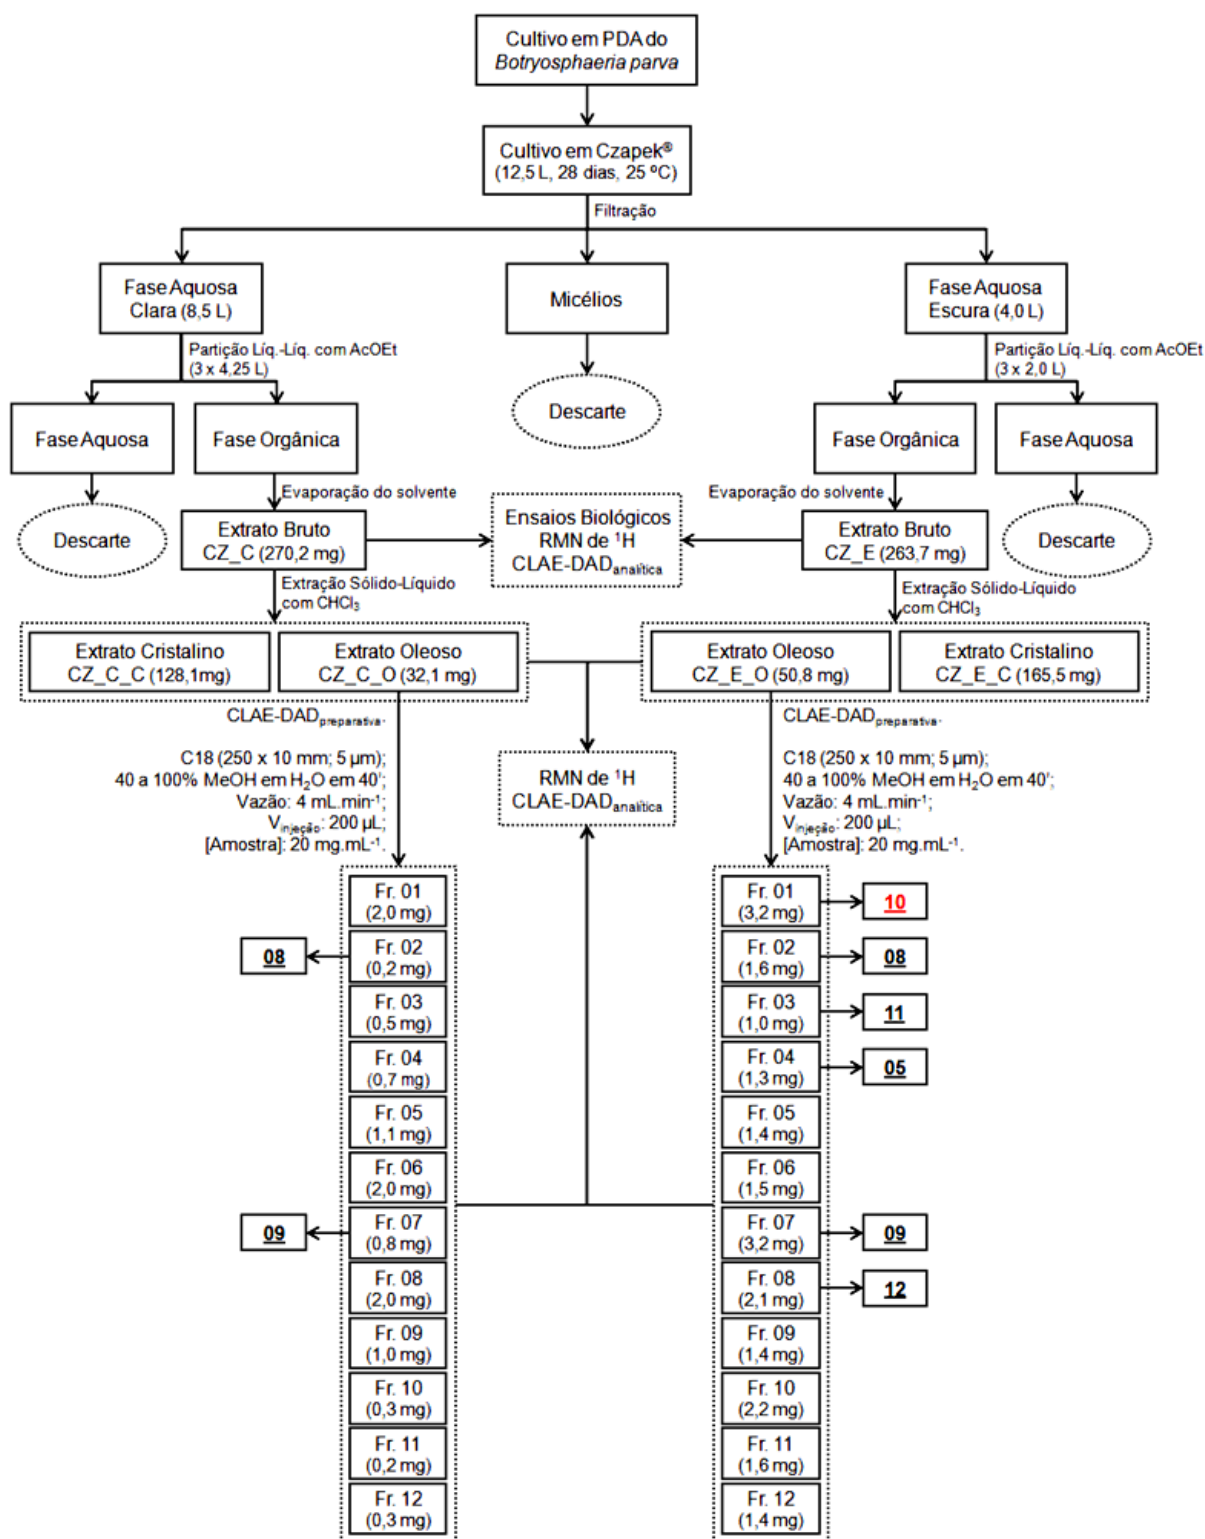 Cultivo em PDA do
Botryosphaeria parva
Cultivo em Czapek®
(12,5 L, 28 dias, 25 ºC)
Filtração
Fase Aquosa
Clara (8,5 L)
Micélios
Fase Aquosa
Escura (4,0 L)
Partição Líq.-Líq. com AcOEt
(3 x 4,25 L)
Partição Líq.-Líq. com AcOEt
(3 x 2,0 L)
Fase Aquosa
Fase Orgânica
Descarte
Fase Orgânica
Fase Aquosa
Evaporação do solvente
Evaporação do solvente
Descarte
Extrato Bruto
CZ_C (270,2 mg)
Ensaios Biológicos
RMN de ¹H
CLAE-DADanalítica
Extrato Bruto
CZ_E (263,7 mg)
Descarte
Extração Sólido-Líquido
com CHCl₃
Extração Sólido-Líquido
com CHCl₃
Extrato Cristalino
CZ_C_C (128,1mg)
Extrato Oleoso
CZ_C_O (32,1 mg)
Extrato Oleoso
CZ_E_O (50,8 mg)
Extrato Cristalino
CZ_E_C (165,5 mg)
CLAE-DADpreparativa.
C18 (250 x 10 mm; 5 µm);
40 a 100% MeOH em H₂O em 40';
Vazão: 4 mL.min⁻¹;
Vinjeção: 200 µL;
[Amostra]: 20 mg.mL⁻¹.
RMN de ¹H
CLAE-DADanalítica
CLAE-DADpreparativa.
C18 (250 x 10 mm; 5 µm);
40 a 100% MeOH em H₂O em 40';
Vazão: 4 mL.min⁻¹;
Vinjeção: 200 µL;
[Amostra]: 20 mg.mL⁻¹.
Fr. 01
(2,0 mg)
08
Fr. 02
(0,2 mg)
Fr. 03
(0,5 mg)
Fr. 04
(0,7 mg)
Fr. 05
(1,1 mg)
Fr. 06
(2,0 mg)
09
Fr. 07
(0,8 mg)
Fr. 08
(2,0 mg)
Fr. 09
(1,0 mg)
Fr. 10
(0,3 mg)
Fr. 11
(0,2 mg)
Fr. 12
(0,3 mg)
Fr. 01
(3,2 mg)
10
Fr. 02
(1,6 mg)
08
Fr. 03
(1,0 mg)
11
Fr. 04
(1,3 mg)
05
Fr. 05
(1,4 mg)
Fr. 06
(1,5 mg)
Fr. 07
(3,2 mg)
09
Fr. 08
(2,1 mg)
12
Fr. 09
(1,4 mg)
Fr. 10
(2,2 mg)
Fr. 11
(1,6 mg)
Fr. 12
(1,4 mg)